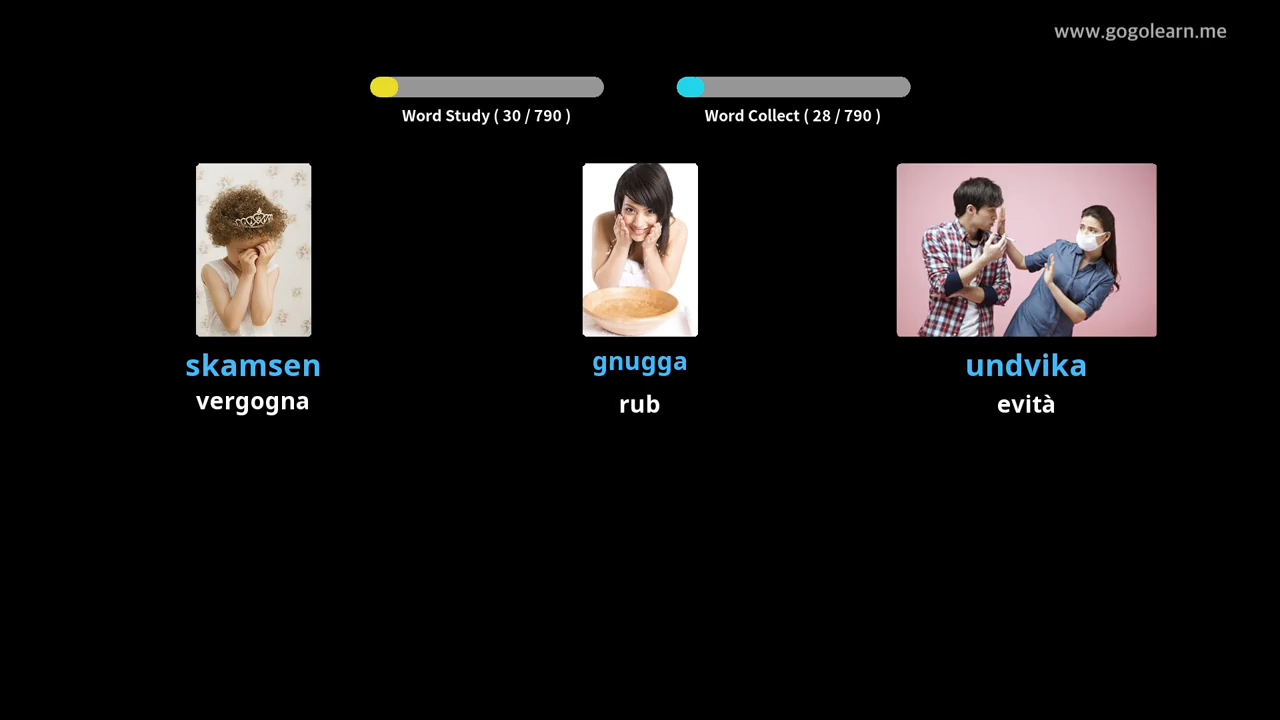 www.gogolearn.me
Word Study ( 30 / 790 )
Word Collect ( 28 / 790 )
skamsen
vergogna
gnugga
rub
undvika
evità